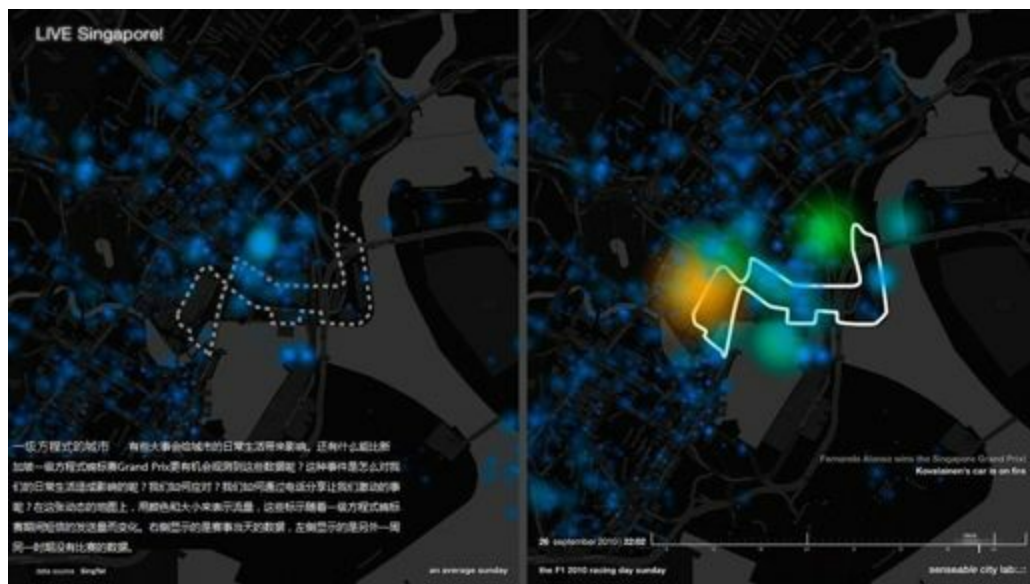 LIVE Singapore!
一级方程式的城市 有些大事会给城市的日常生活带来影响。还有什么能比新
加坡一级方程式锦标赛Grand Prix更有机会观测到这些数据呢？这种事件是怎么对我
们的日常生活造成影响的呢？我们如何应对？我们如何通过电话分享让我们激动的事
呢？在这张动态的地图上，用颜色和大小来表示流量，这些标示随着一级方程式锦标
赛期间短信的发送量而变化。右侧显示的是赛事当天的数据，左侧显示的是另外一周
同一时期没有比赛的数据。
data source SingTel
an average sunday
Fernando Alonso wins the Singapore Grand Prix!
Kovalainen's car is on fire
26 september 2010 | 22:02
the F1 2010 racing day sunday
senseable city lab